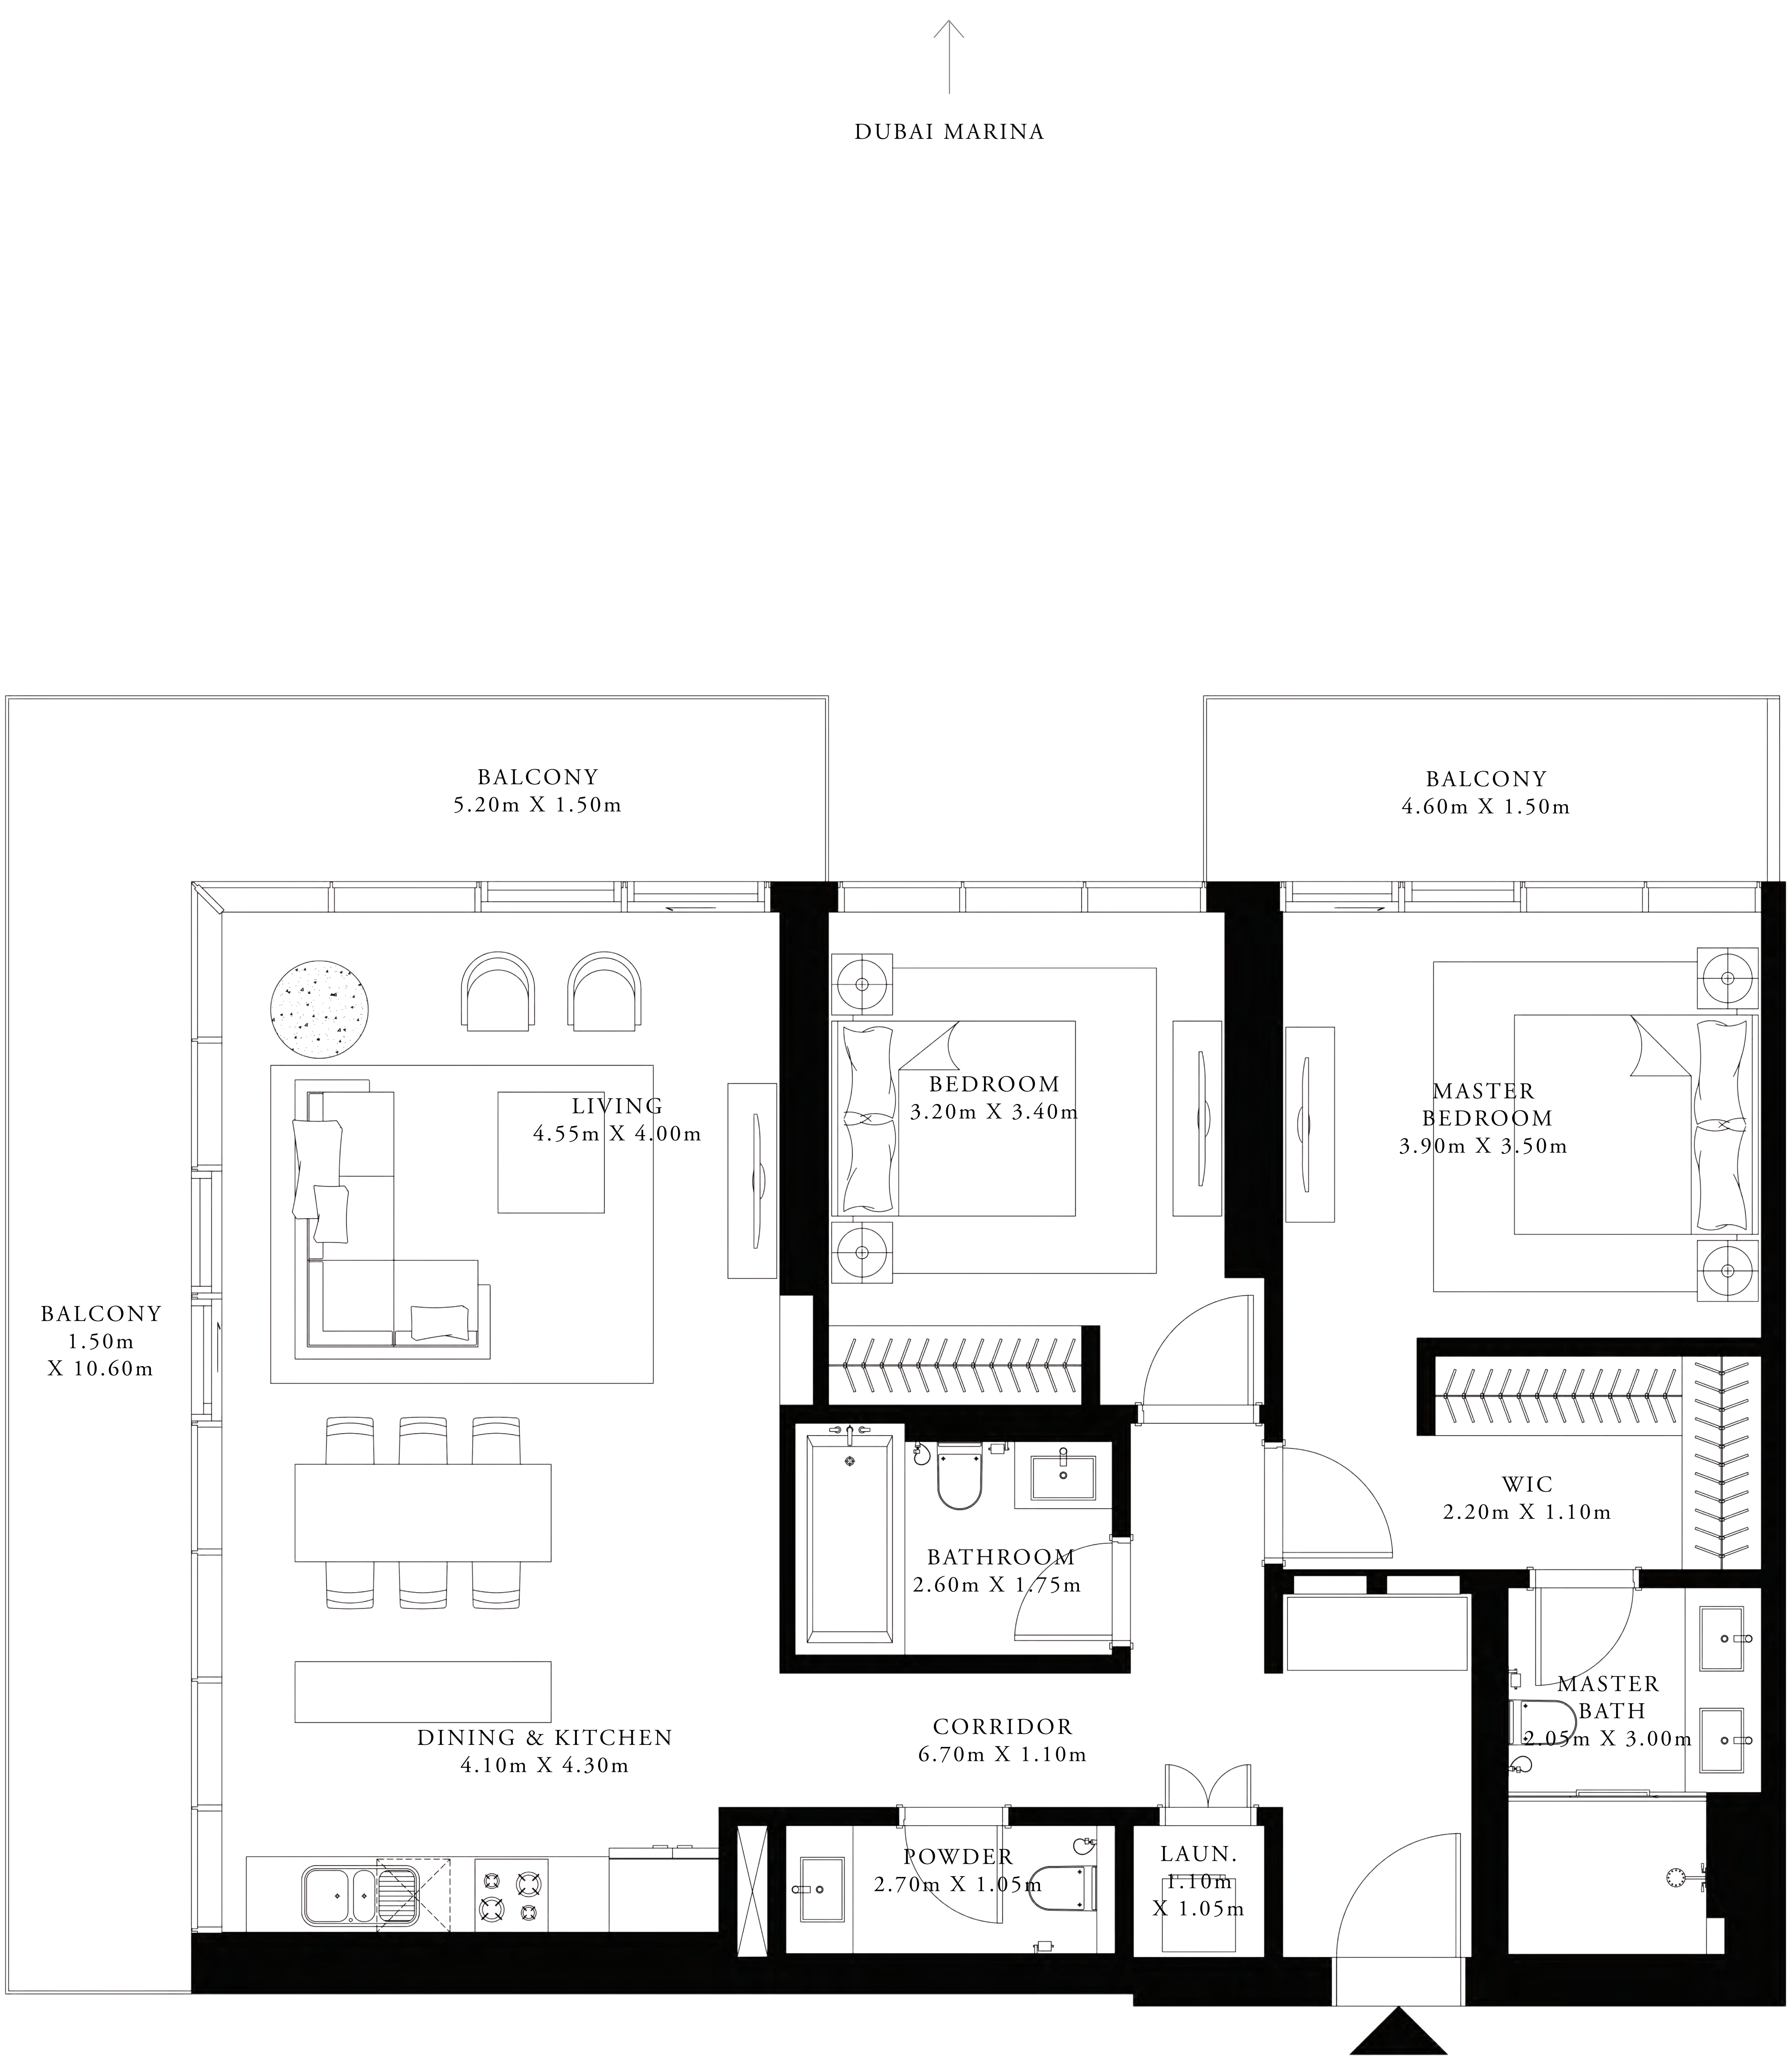 DUBAI MARINA
BALCONY
5.20m X 1.50m
BALCONY
4.60m X 1.50m
LIVING
4.55m X 4.00m
BEDROOM
3.20m X 3.40m
MASTER
BEDROOM
3.90m X 3.50m
BALCONY
1.50m
X 10.60m
WIC
2.20m X 1.10m
BATHROOM
2.60m X 1.75m
MASTER
BATH
2.05m X 3.00m
DINING & KITCHEN
4.10m X 4.30m
CORRIDOR
6.70m X 1.10m
POWDER
2.70m X 1.05m
LAUN.
1.10m
X 1.05m